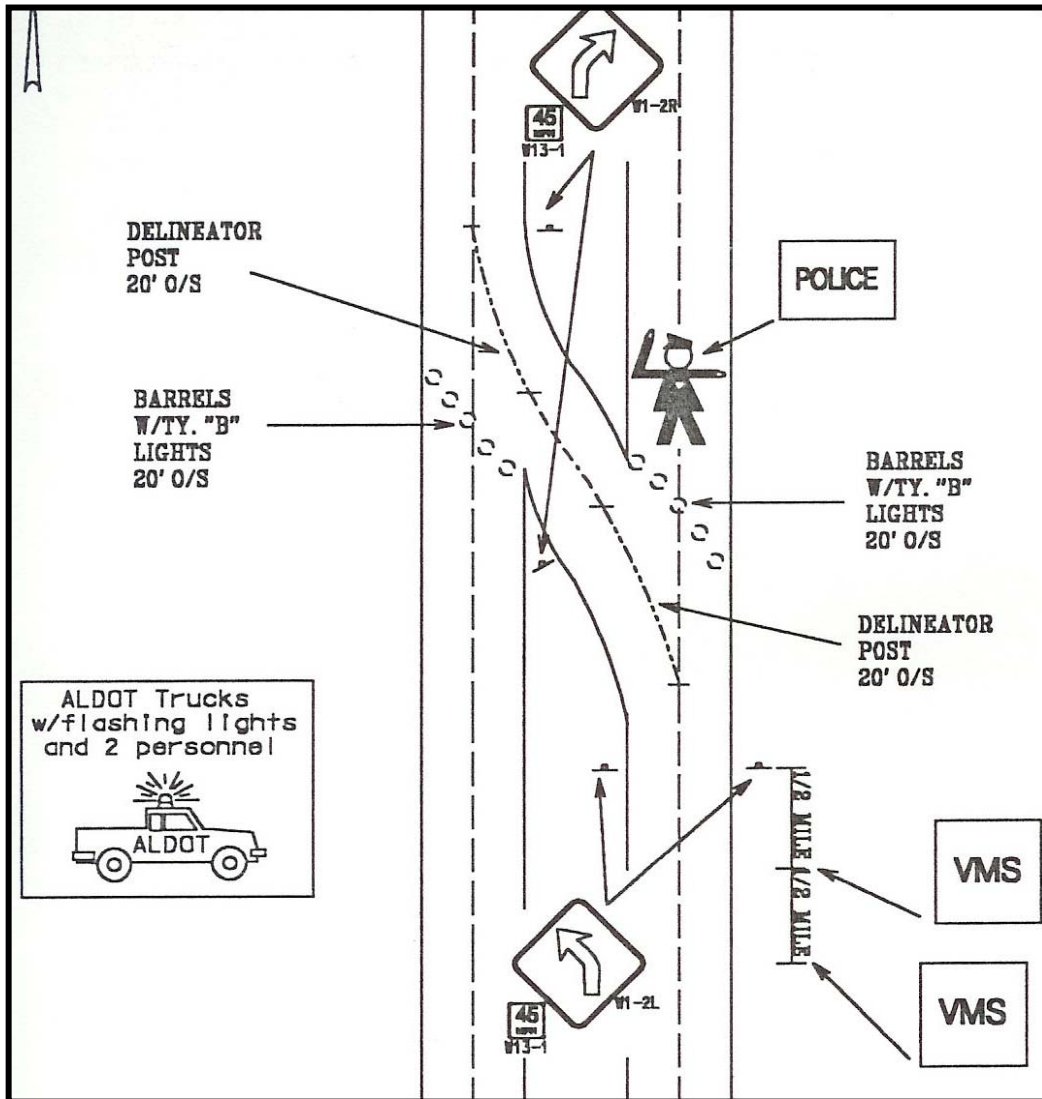 W1-2R
45
MPH
W13-1
DELINEATOR
POST
20' O/S
POLICE
BARRELS
W/TY. "B"
LIGHTS
20' O/S
BARRELS
W/TY. "B"
LIGHTS
20' O/S
DELINEATOR
POST
20' O/S
ALDOT Trucks
w/flashing lights
and 2 personnel
ALDOT
1/2 MILE
1/2 MILE
VMS
VMS
W1-2L
45
MPH
W13-1